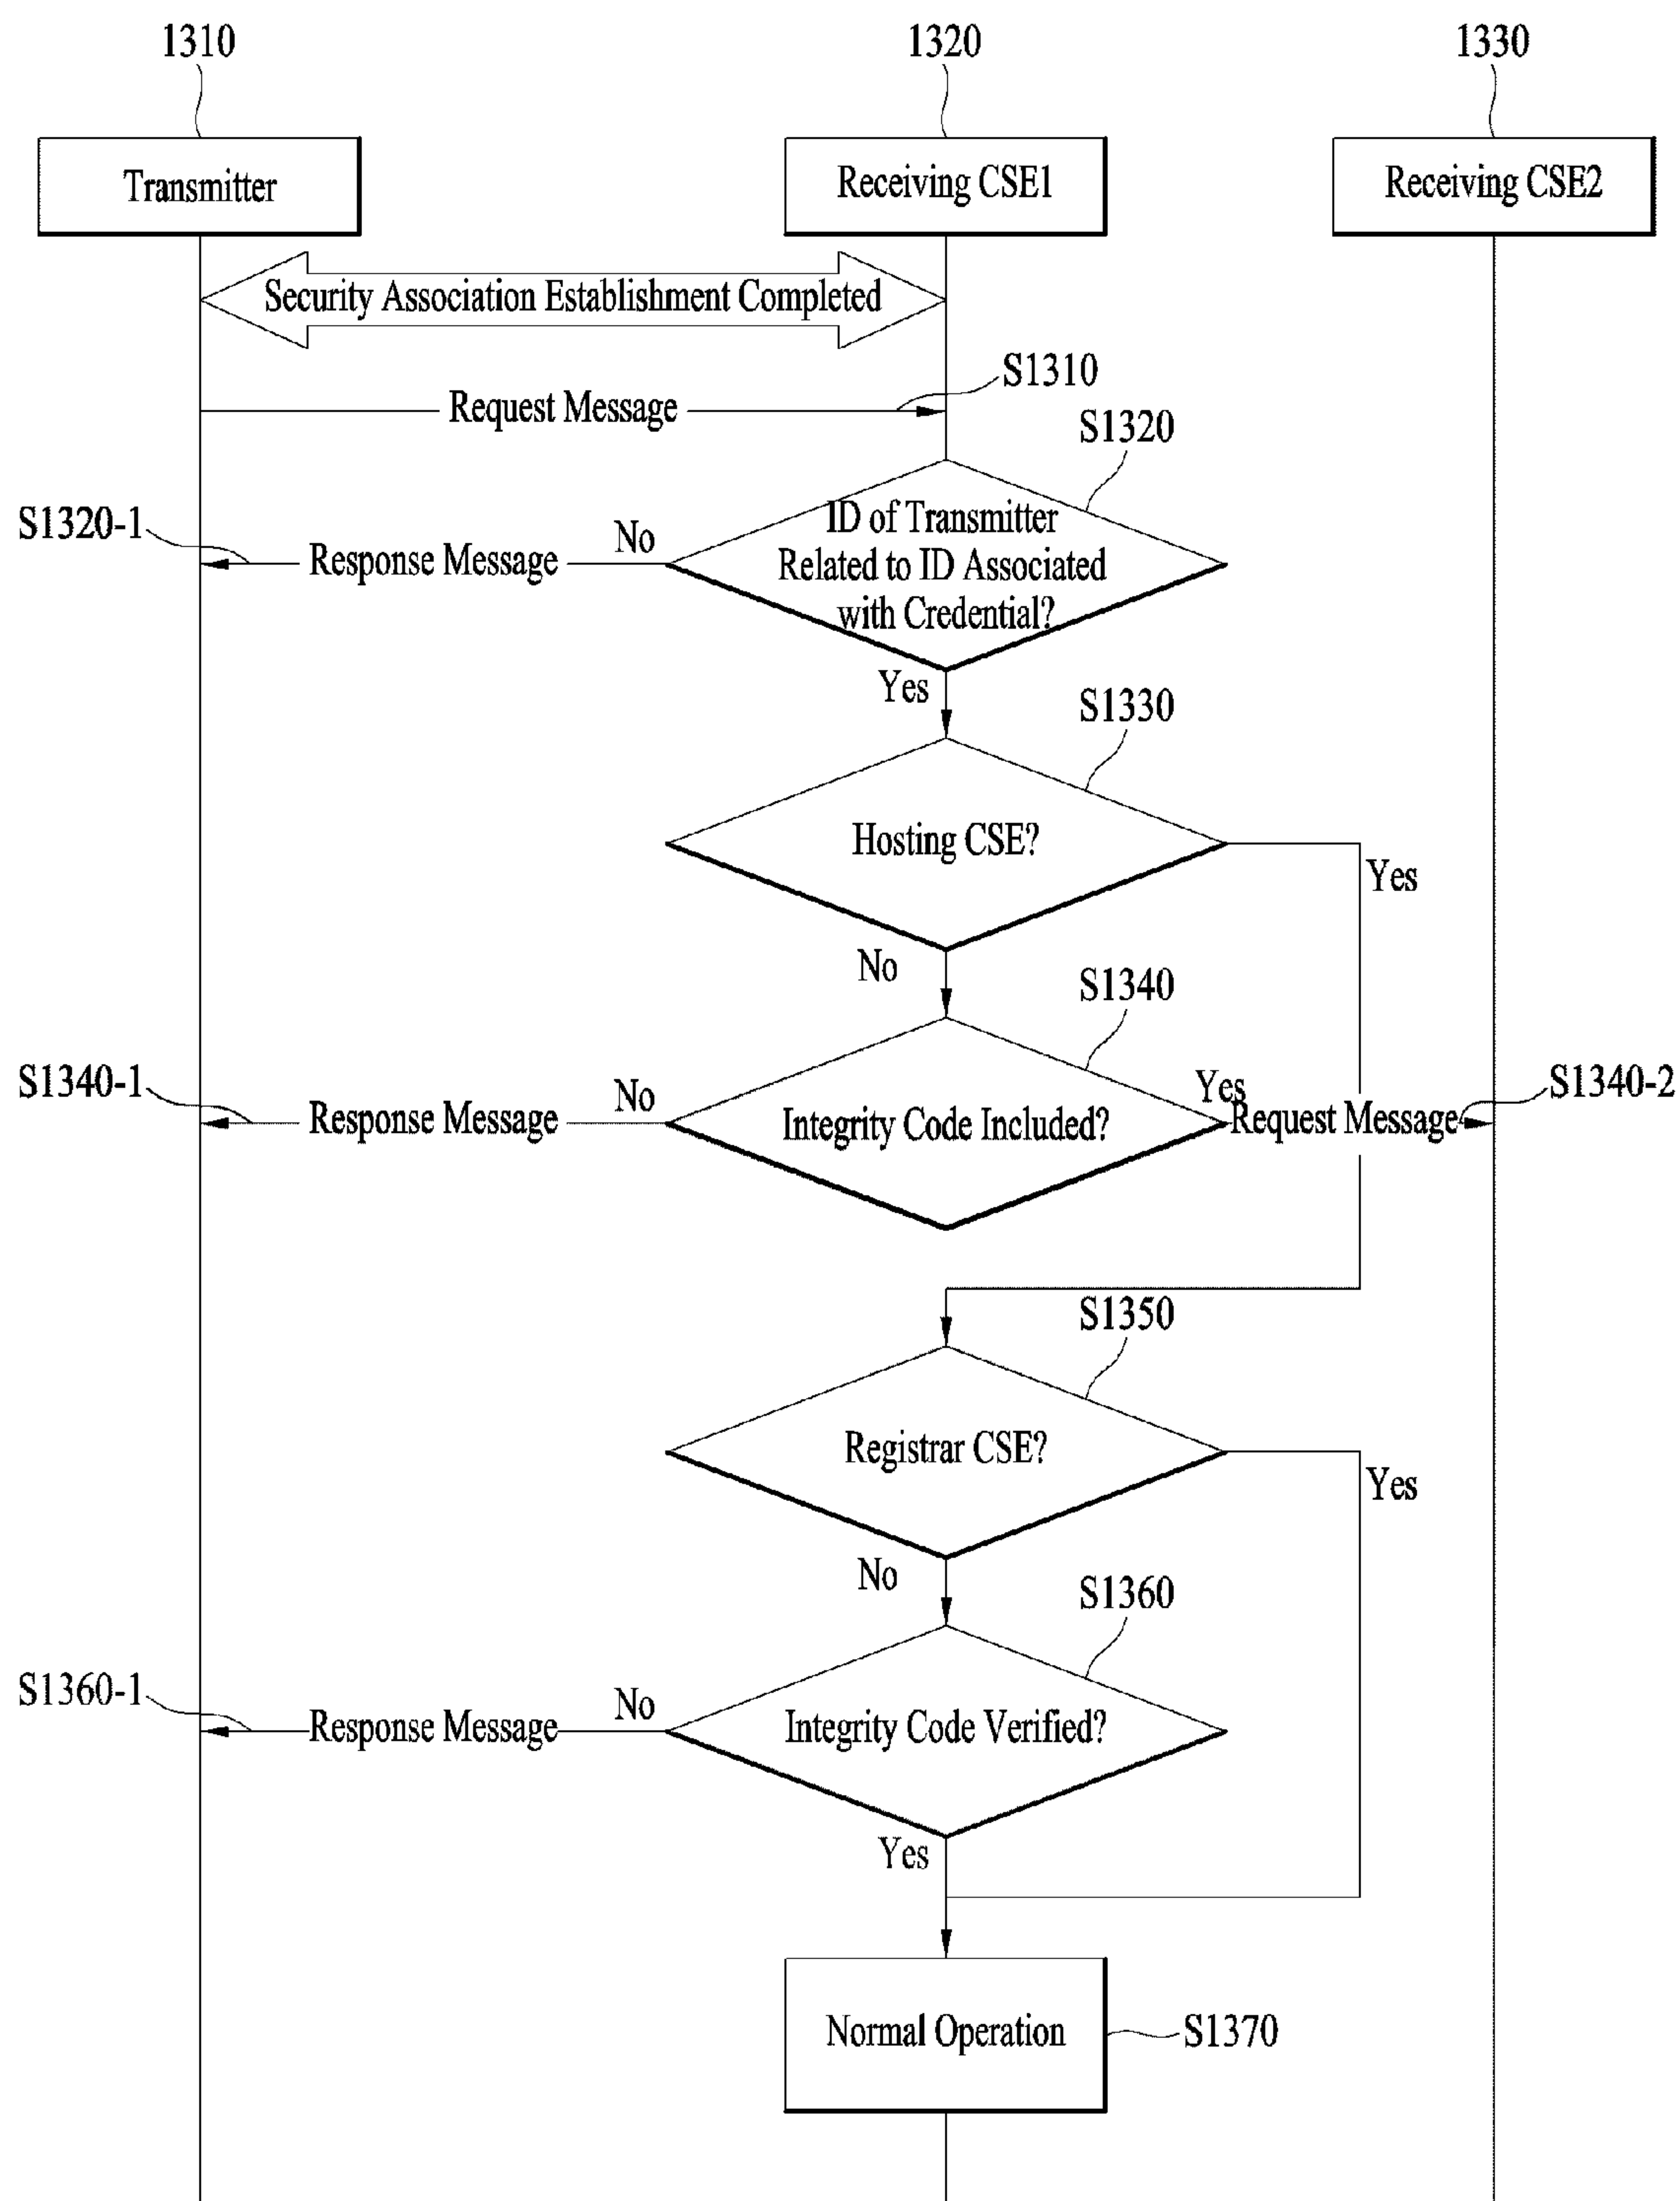 1310
1320
1330
Transmitter
Receiving CSE1
Receiving CSE2
Security Association Establishment Completed
S1310
Request Message
S1320
S1320-1
Response Message
No
ID of Transmitter
Related to ID Associated
with Credential?
Yes
S1330
Hosting CSE?
Yes
No
S1340
S1340-1
Response Message
No
Integrity Code Included?
Yes
Request Message
S1340-2
S1350
Registrar CSE?
Yes
No
S1360
S1360-1
Response Message
No
Integrity Code Verified?
Yes
Normal Operation
S1370